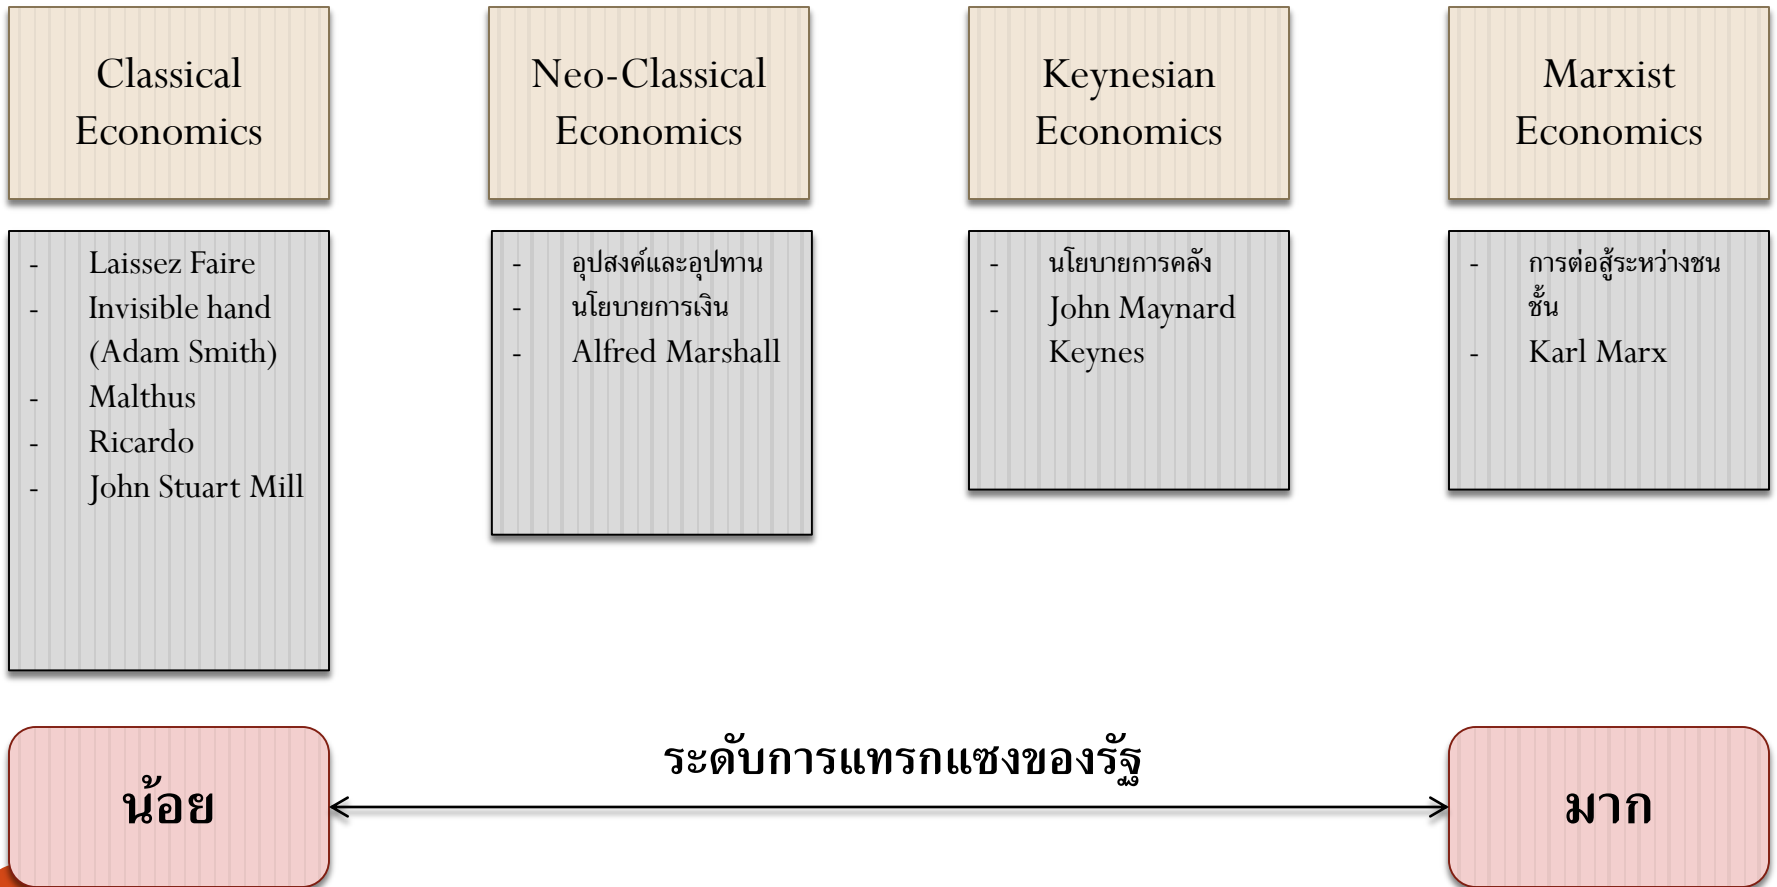 Classical
Economics
Neo-Classical
Economics
Keynesian
Economics
Marxist
Economics
- Laissez Faire
- Invisible hand
(Adam Smith)
- Malthus
- Ricardo
- John Stuart Mill
- อุปสงค์และอุปทาน
- นโยบายการเงิน
- Alfred Marshall
- นโยบายการคลัง
- John Maynard
Keynes
- การต่อสู้ระหว่างชน
ชั้น
- Karl Marx
ระดับการแทรกแซงของรัฐ
น้อย
มาก